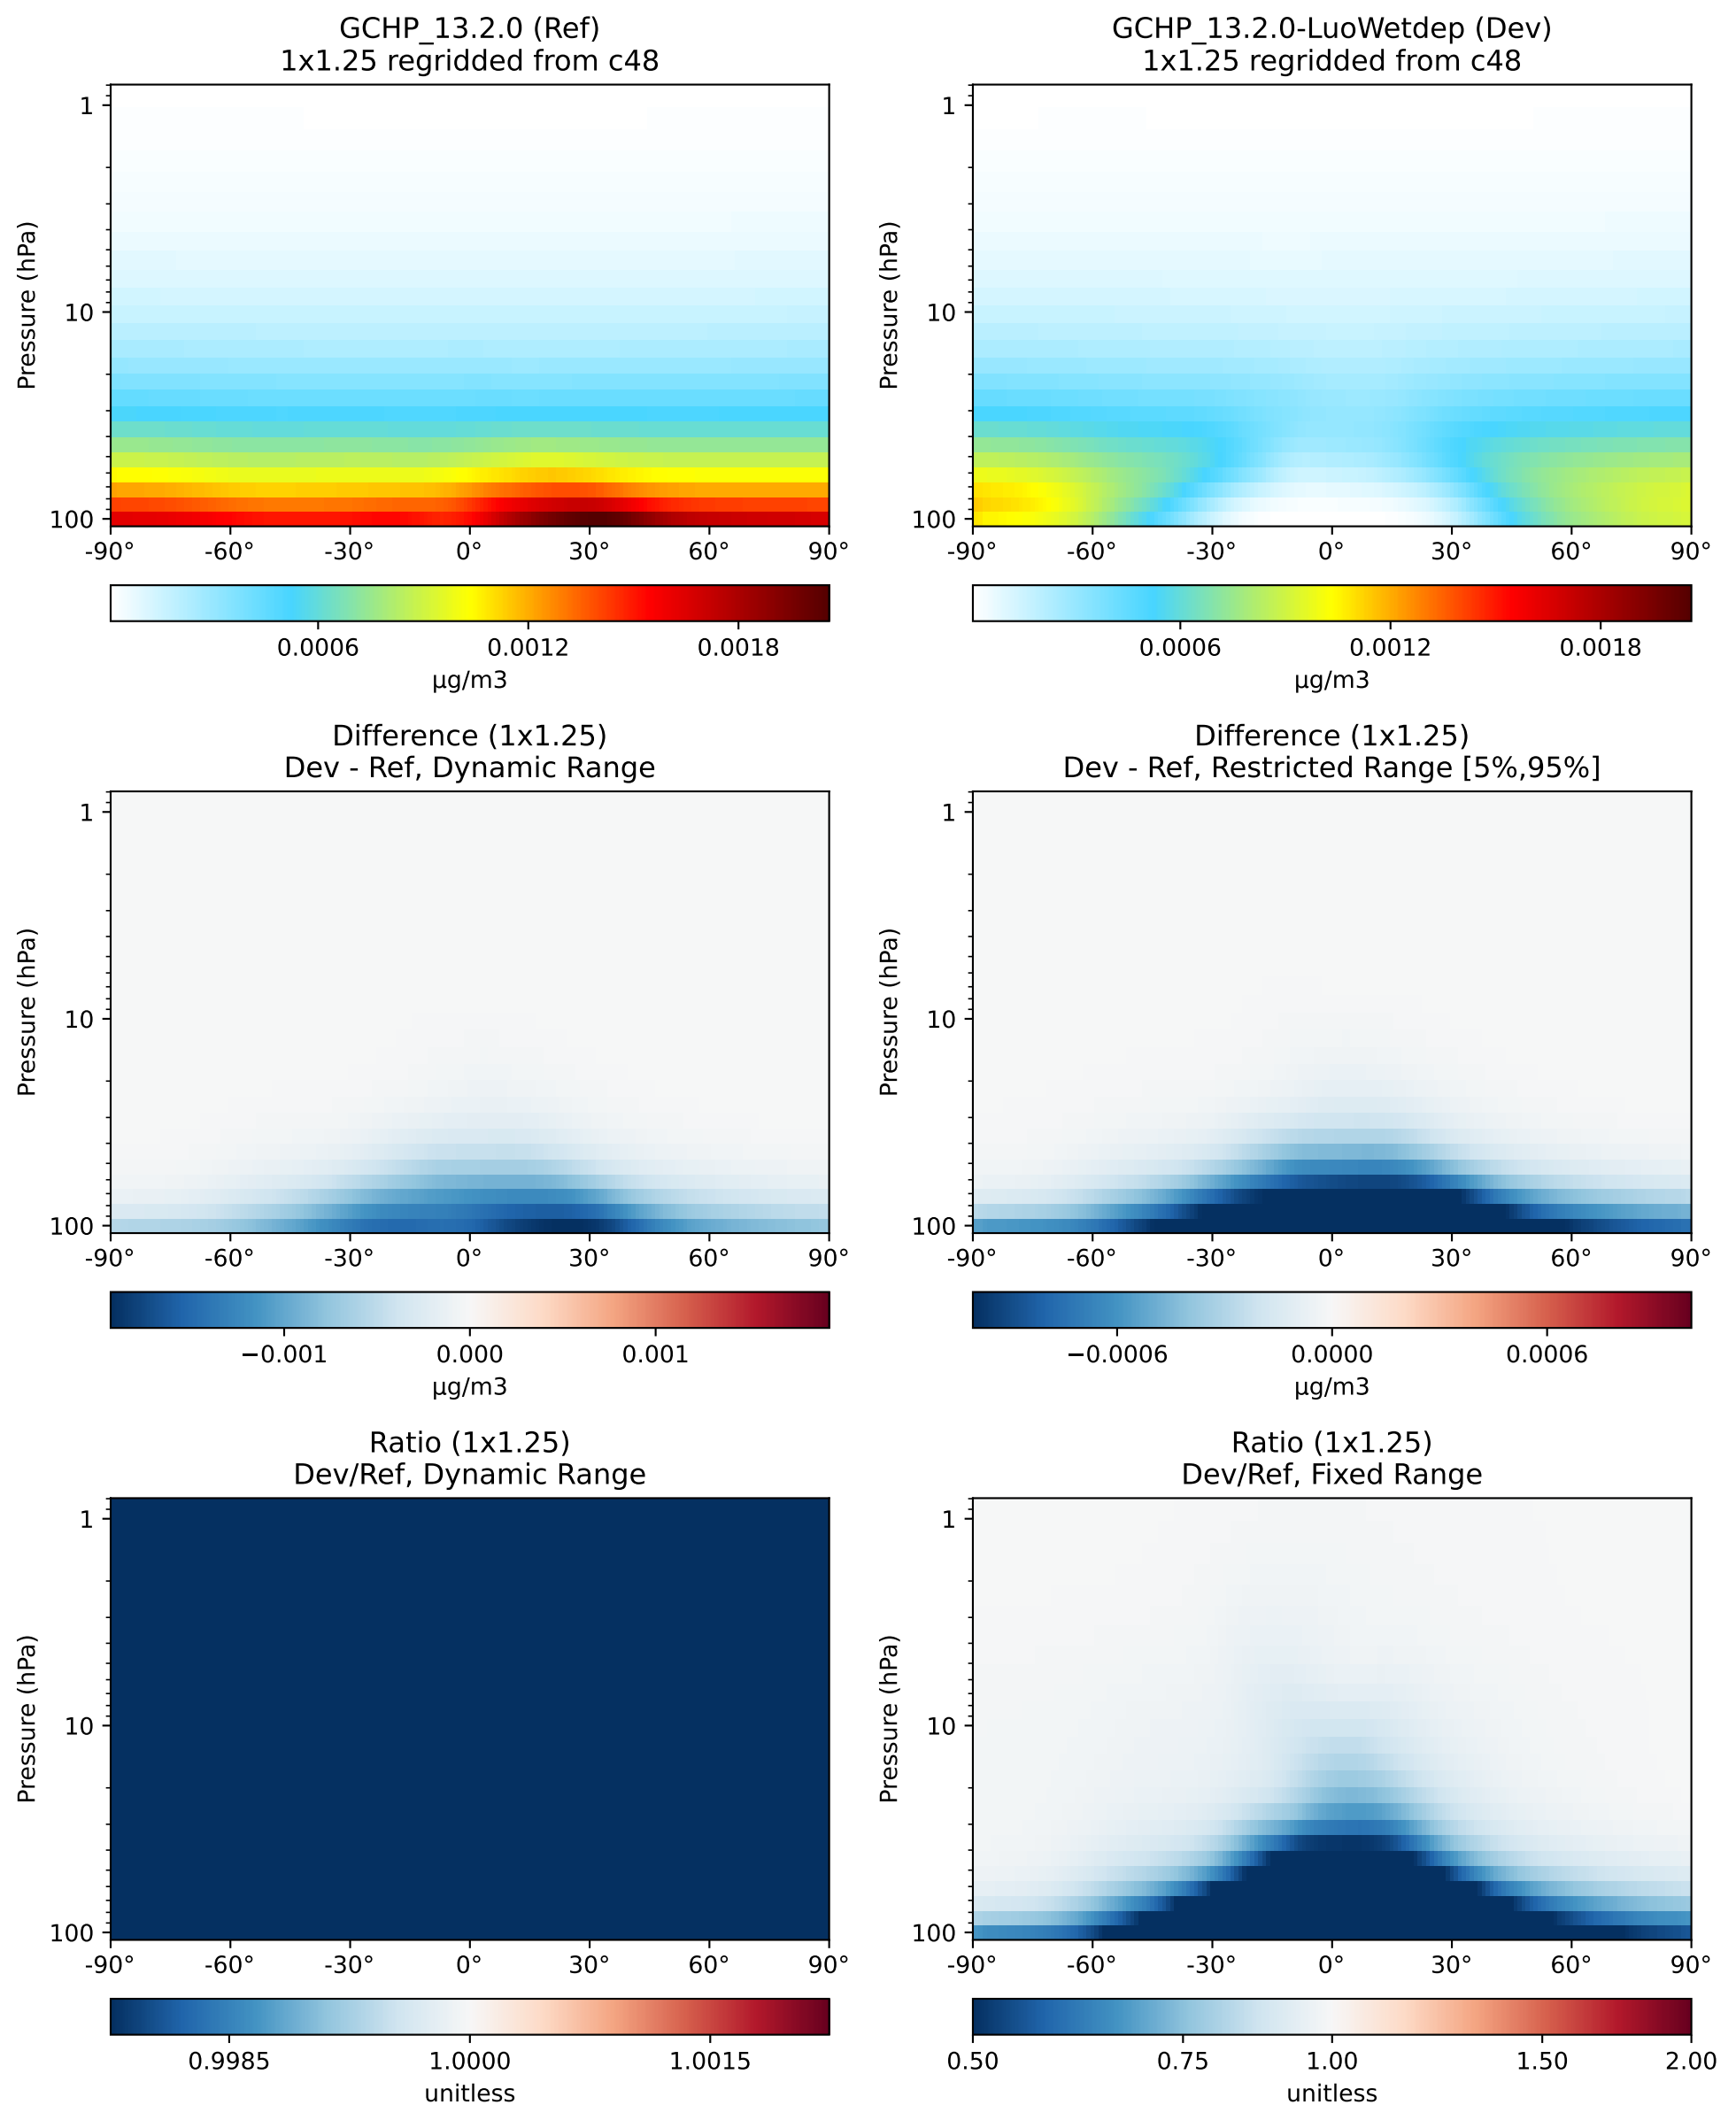 GCHP_13.2.0 (Ref)
1x1.25 regridded from c48
Pressure (hPa)
1
10
100
-90° -60° -30° 0° 30° 60° 90°
0.0006 0.0012 0.0018
µg/m3
GCHP_13.2.0-LuoWetdep (Dev)
1x1.25 regridded from c48
Pressure (hPa)
1
10
100
-90° -60° -30° 0° 30° 60° 90°
0.0006 0.0012 0.0018
µg/m3
Difference (1x1.25)
Dev - Ref, Dynamic Range
Pressure (hPa)
1
10
100
-90° -60° -30° 0° 30° 60° 90°
−0.001 0.000 0.001
µg/m3
Difference (1x1.25)
Dev - Ref, Restricted Range [5%,95%]
Pressure (hPa)
1
10
100
-90° -60° -30° 0° 30° 60° 90°
−0.0006 0.0000 0.0006
µg/m3
Ratio (1x1.25)
Dev/Ref, Dynamic Range
Pressure (hPa)
1
10
100
-90° -60° -30° 0° 30° 60° 90°
0.9985 1.0000 1.0015
unitless
Ratio (1x1.25)
Dev/Ref, Fixed Range
Pressure (hPa)
1
10
100
-90° -60° -30° 0° 30° 60° 90°
0.50 0.75 1.00 1.50 2.00
unitless